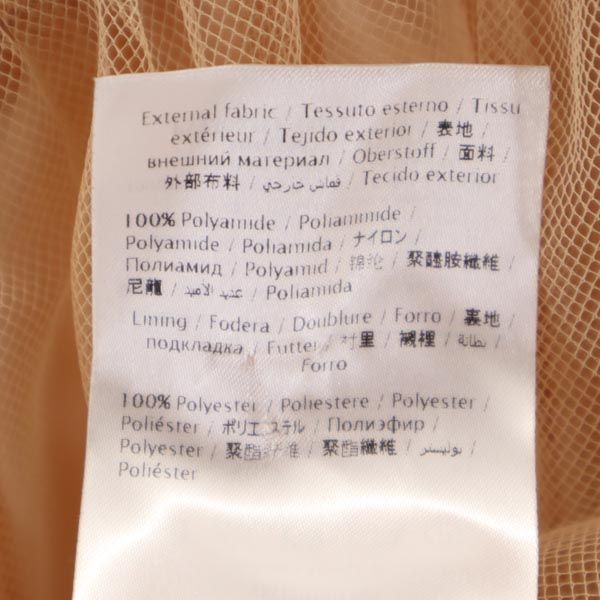 External fabric / Tessuto esterno / Tissu
extérieur / Tejido exterior / 表地 /
внешний материал / Oberstoff / 面料 /
外部布料 / قماش خارجي / Tecido exterior
100% Polyamide / Poliammide /
Polyamide / Poliamida / ナイロン /
Полиамид / Polyamid / 锦纶 / 聚醯胺纖維 /
尼龍 / عديد الأميد / Poliamida
Lining / Fodera / Doublure / Forro / 裏地 /
подкладка / Futter / 衬里 / 襯裡 / بطانة /
Forro
100% Polyester / Poliestere / Polyester /
Poliéster / ポリエステル / Полиэфир /
Polyester / 聚酯纤维 / 聚酯纖維 / بوليستر /
Poliéster